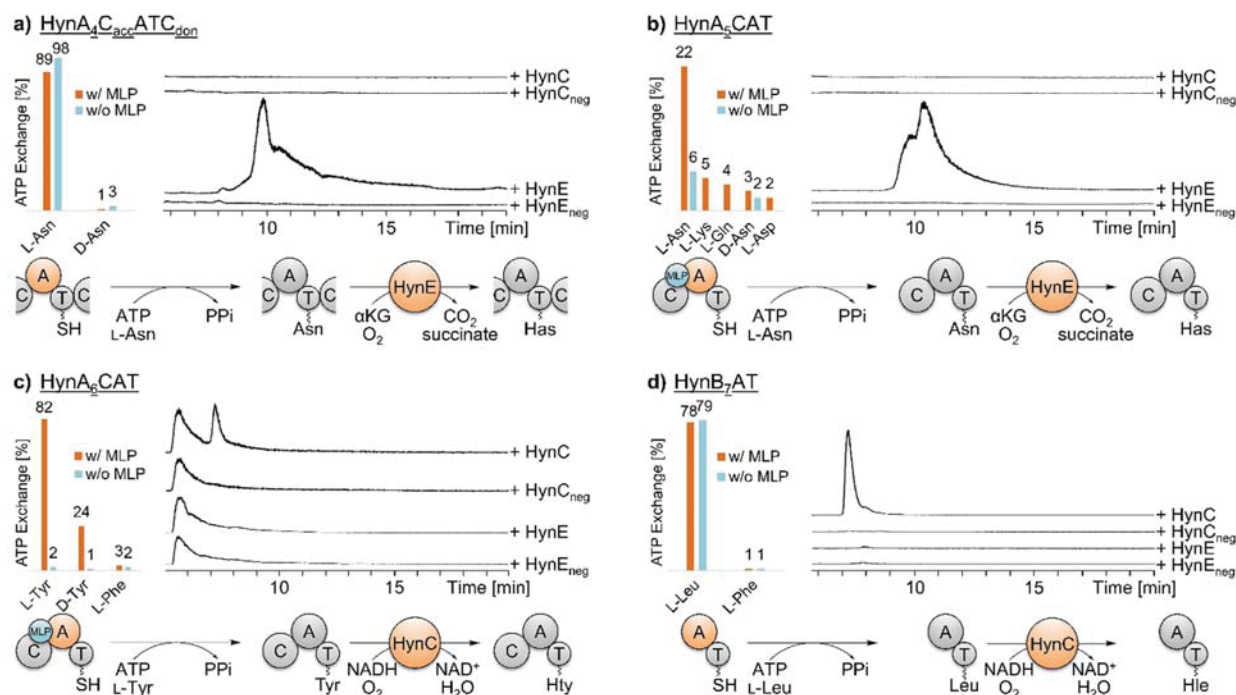 a) HynA4CaccATCdon
ATP Exchange [%]
89 98
w/ MLP
w/o MLP
1 3
L-Asn D-Asn
+ HynC
+ HynCneg
+ HynE
+ HynEneg
10 15 Time [min]
C A T C
SH
ATP
L-Asn
PPi
C A T C
Asn
HynE
αKG
O2
CO2
succinate
C A T C
Has
b) HynA5CAT
ATP Exchange [%]
22
w/ MLP
w/o MLP
6 5 4 3 2 2
L-Asn L-Lys L-Gln D-Asn L-Asp
+ HynC
+ HynCneg
+ HynE
+ HynEneg
10 15 Time [min]
C MLP A T
SH
ATP
L-Asn
PPi
C A T
Asn
HynE
αKG
O2
CO2
succinate
C A T
Has
c) HynA6CAT
ATP Exchange [%]
82
w/ MLP
w/o MLP
2 24 1 3 2
L-Tyr D-Tyr L-Phe
+ HynC
+ HynCneg
+ HynE
+ HynEneg
10 15 Time [min]
C MLP A T
SH
ATP
L-Tyr
PPi
C A T
Tyr
HynC
NADH
O2
NAD+
H2O
C A T
Hty
d) HynB7AT
ATP Exchange [%]
78 79
w/ MLP
w/o MLP
1 1
L-Leu L-Phe
+ HynC
+ HynCneg
+ HynE
+ HynEneg
10 15 Time [min]
A T
SH
ATP
L-Leu
PPi
A T
Leu
HynC
NADH
O2
NAD+
H2O
A T
Hle